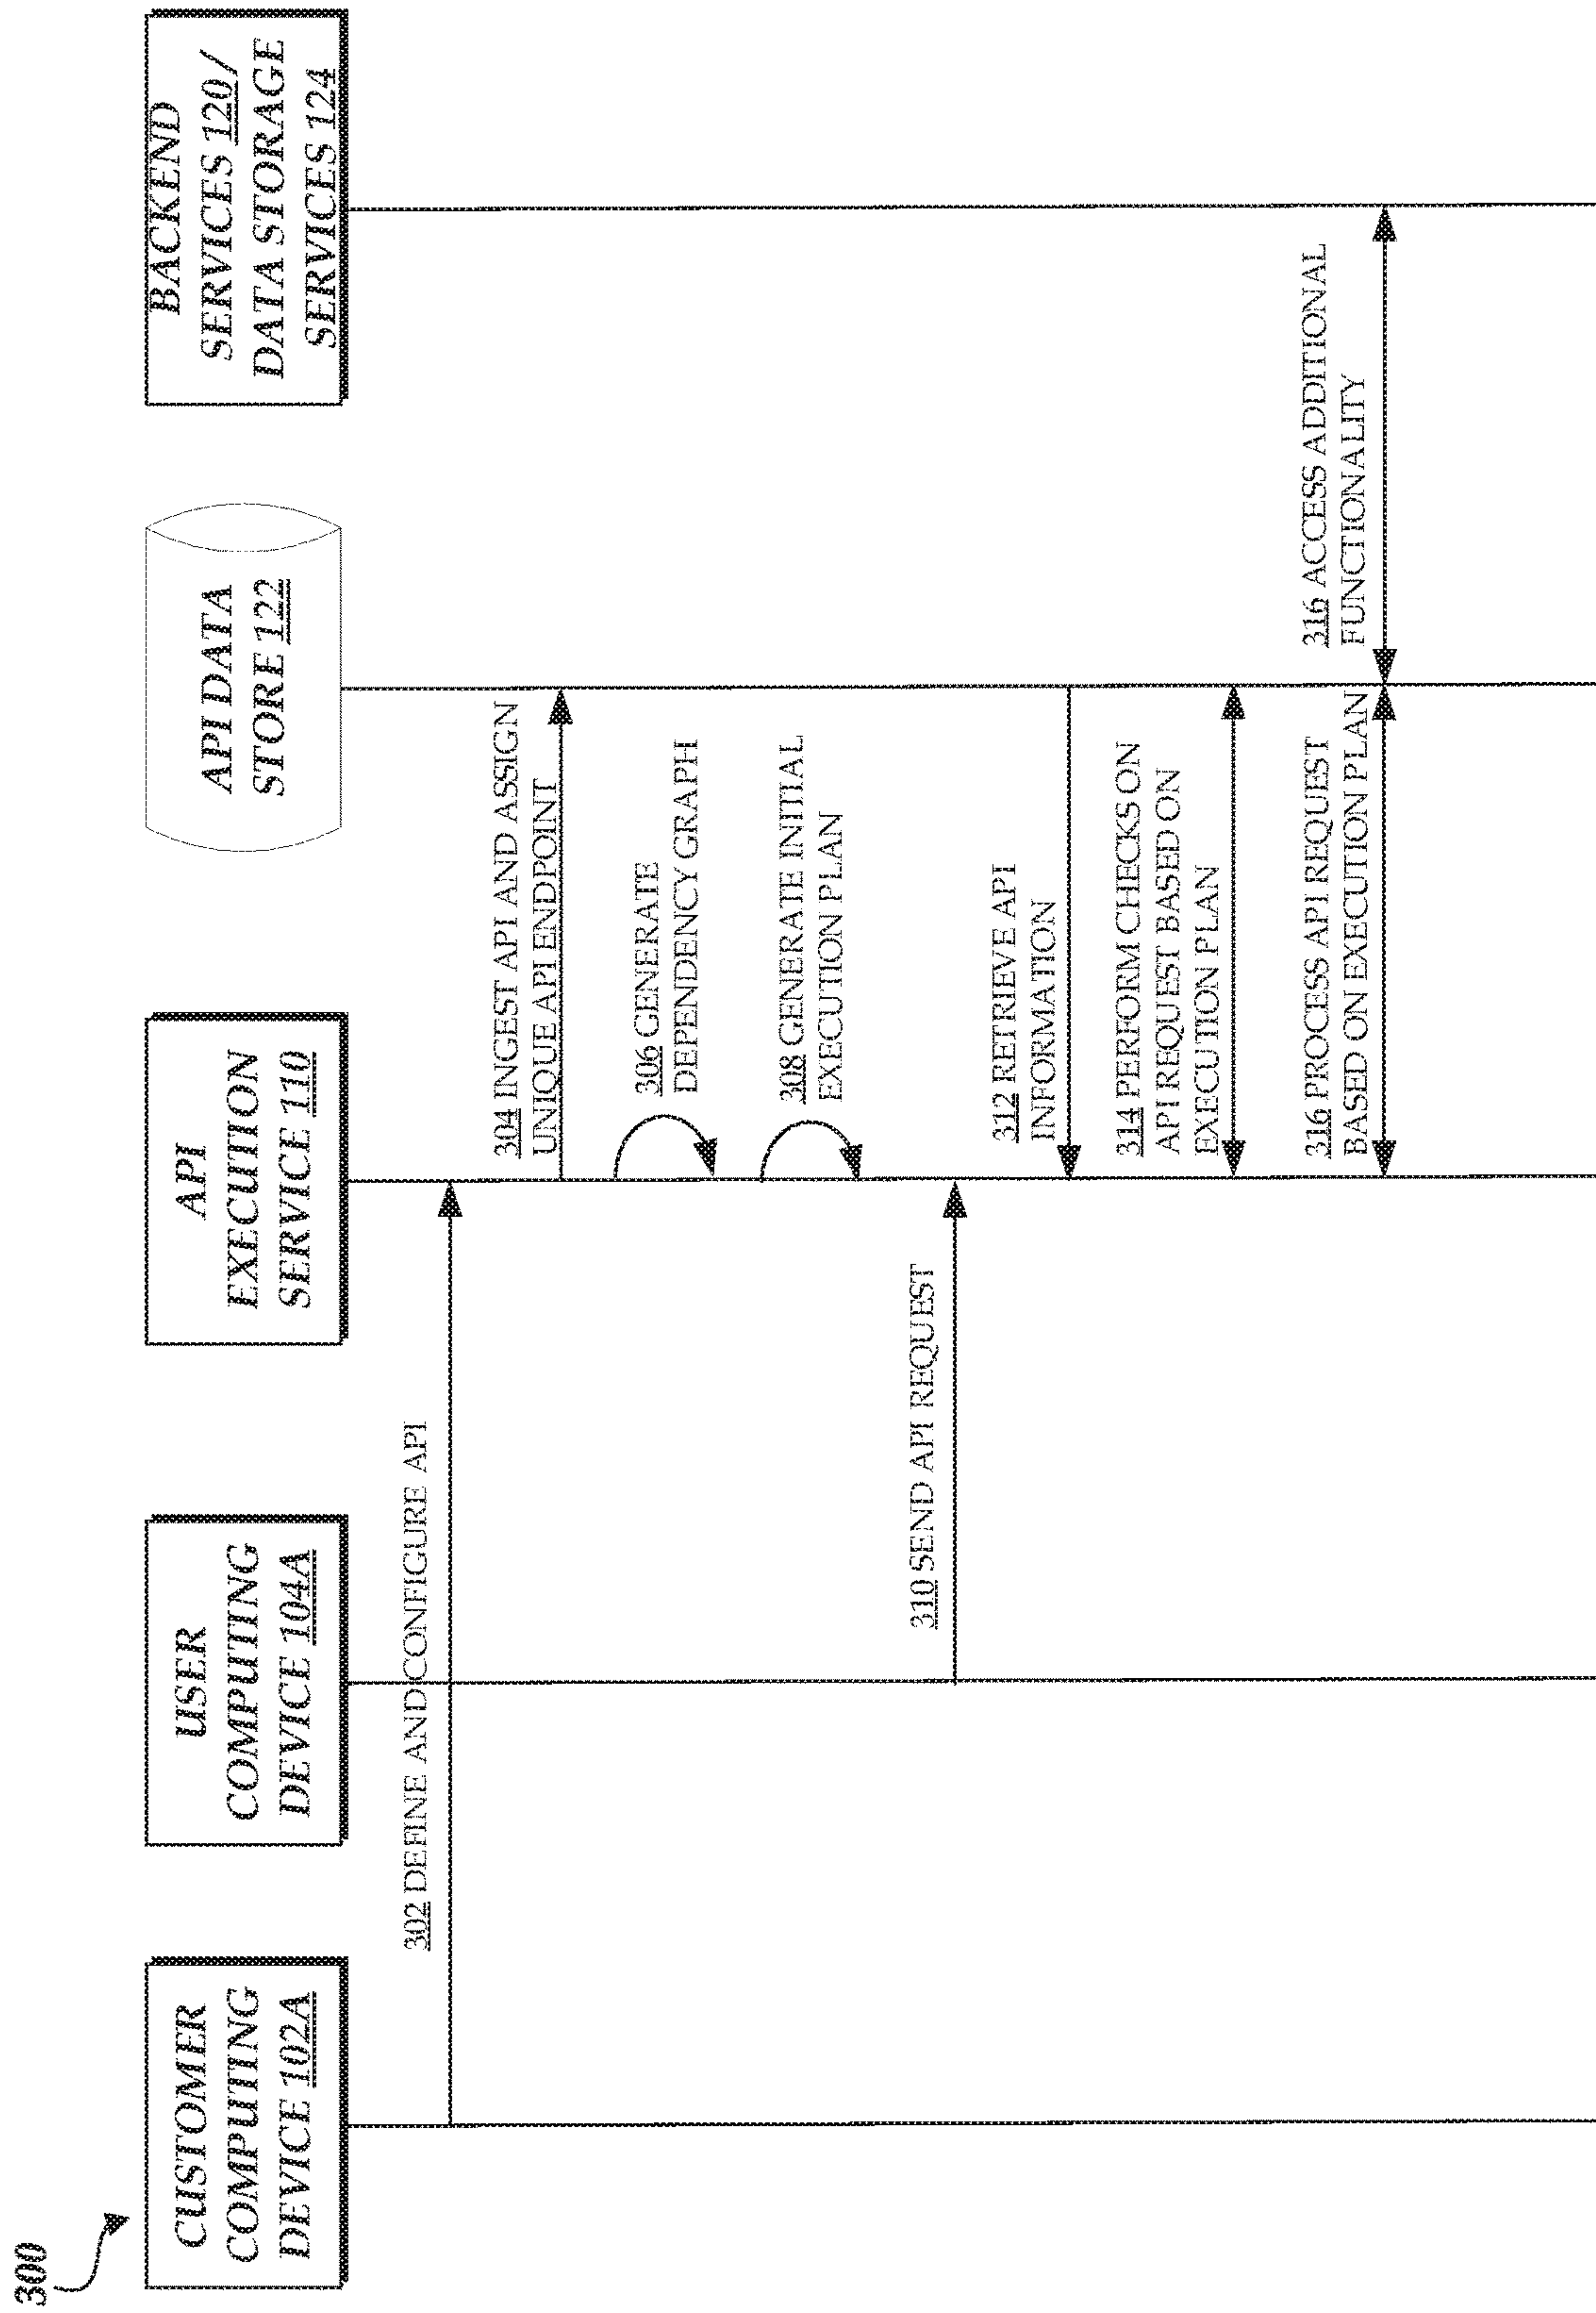 300
CUSTOMER
COMPUTING
DEVICE 102A
USER
COMPUTING
DEVICE 104A
API
EXECUTION
SERVICE 110
API DATA
STORE 122
BACKEND
SERVICES 120/
DATA STORAGE
SERVICES 124
302 DEFINE AND CONFIGURE API
304 INGEST API AND ASSIGN
UNIQUE API ENDPOINT
306 GENERATE
DEPENDENCY GRAPH
308 GENERATE INITIAL
EXECUTION PLAN
310 SEND API REQUEST
312 RETRIEVE API
INFORMATION
314 PERFORM CHECKS ON
API REQUEST BASED ON
EXECUTION PLAN
316 PROCESS API REQUEST
BASED ON EXECUTION PLAN
316 ACCESS ADDITIONAL
FUNCTIONALITY